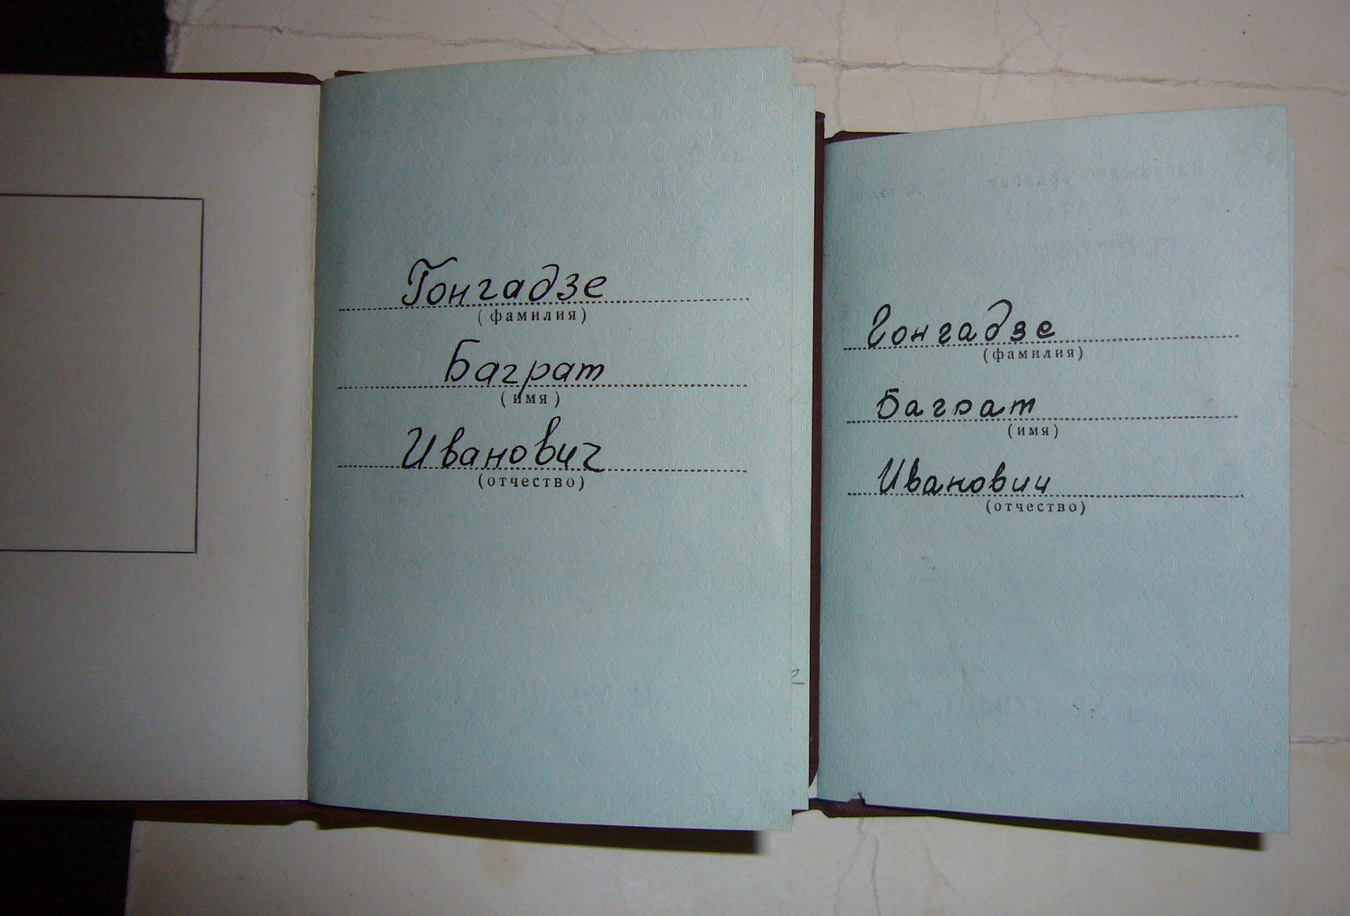 Гонгадзе
(фамилия)
Баграт
(имя)
Иванович
(отчество)
Гонгадзе
(фамилия)
Баграт
(имя)
Иванович
(отчество)